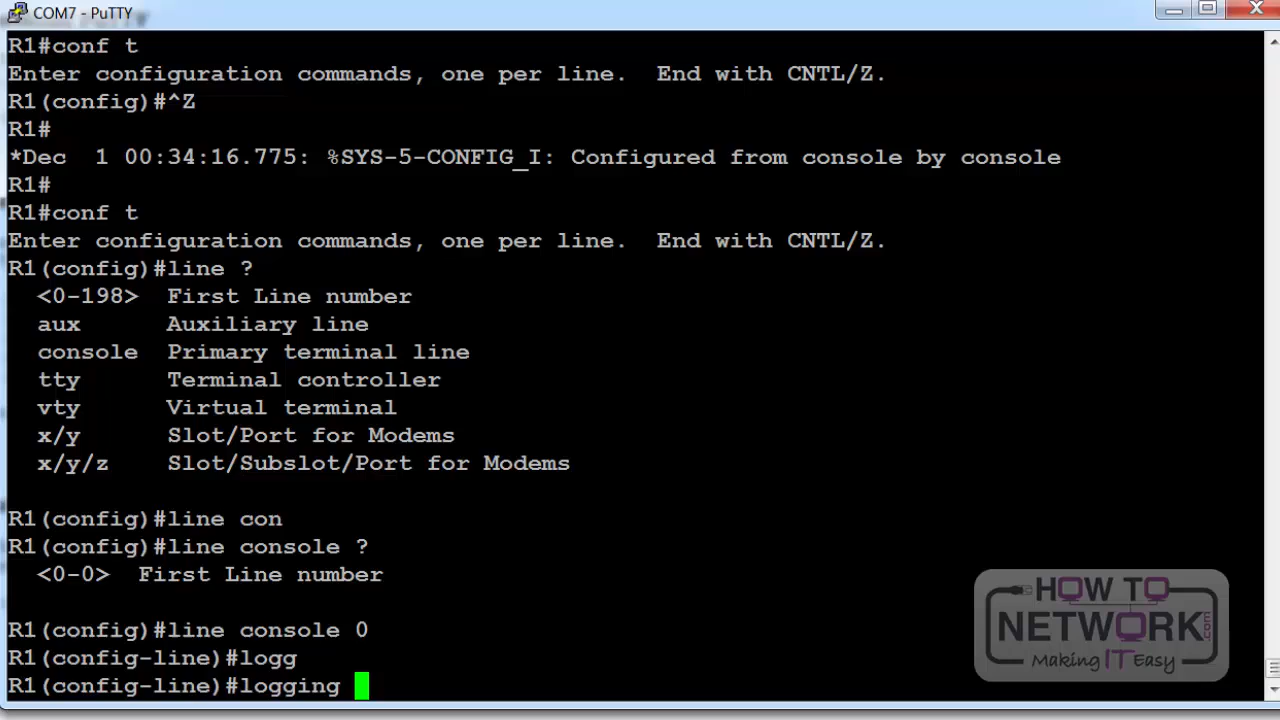 COM7 - PuTTY
R1#conf t
Enter configuration commands, one per line.  End with CNTL/Z.
R1(config)#^Z
R1#
*Dec  1 00:34:16.775: %SYS-5-CONFIG_I: Configured from console by console
R1#
R1#conf t
Enter configuration commands, one per line.  End with CNTL/Z.
R1(config)#line ?
  <0-198>  First Line number
  aux      Auxiliary line
  console  Primary terminal line
  tty      Terminal controller
  vty      Virtual terminal
  x/y      Slot/Port for Modems
  x/y/z    Slot/Subslot/Port for Modems
R1(config)#line con
R1(config)#line console ?
  <0-0>  First Line number
R1(config)#line console 0
R1(config-line)#logg
R1(config-line)#logging
HOW TO
NETWORK.com
Making IT Easy